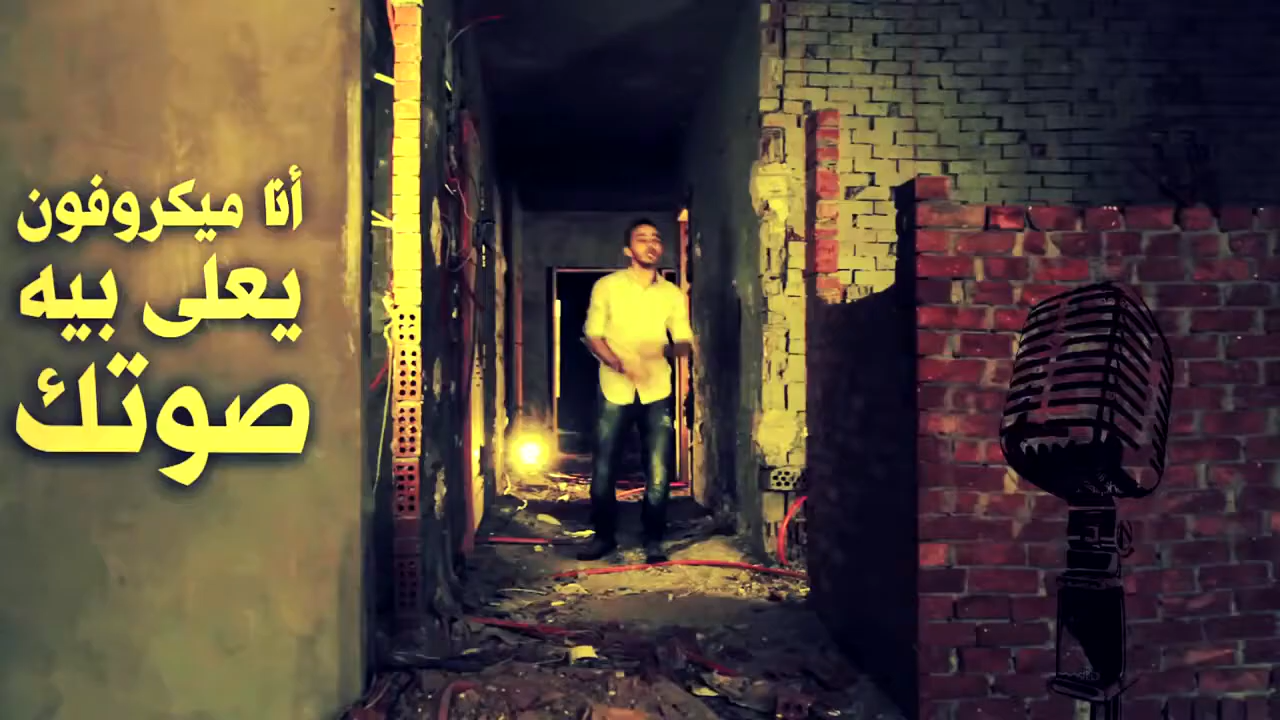 أنا ميكروفون
يعلى بيه
صوتك